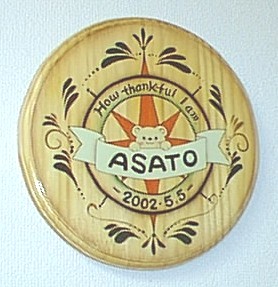 How thankful I am
ASATO
-2002·5.5-